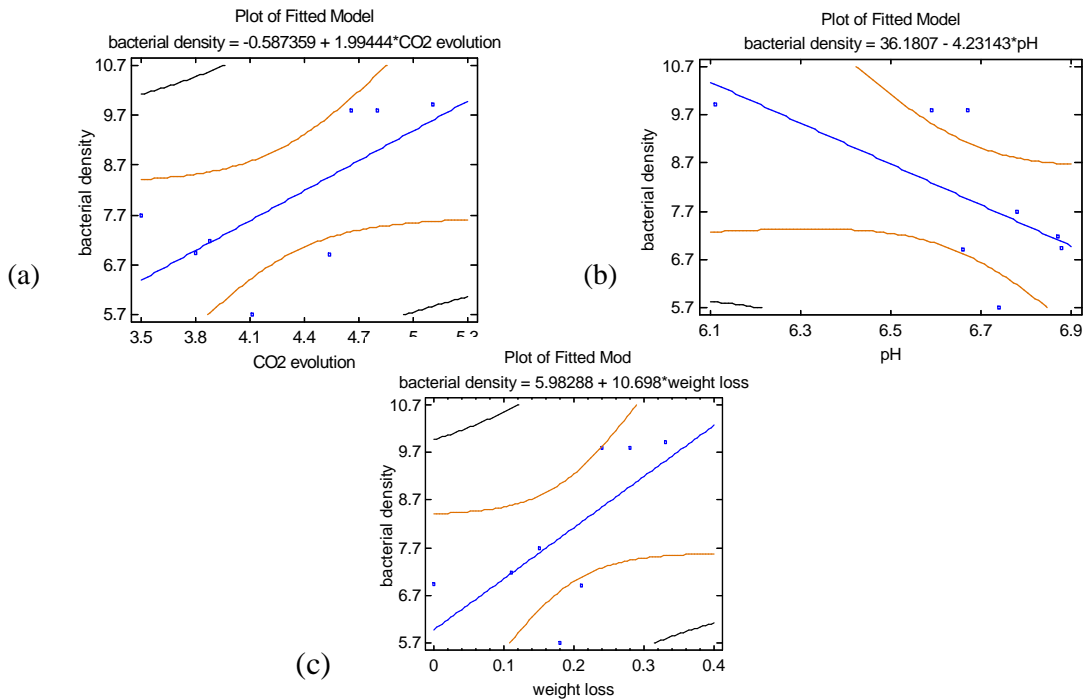 Plot of Fitted Model
bacterial density = -0.587359 + 1.99444*CO2 evolution
10.7
9.7
8.7
7.7
6.7
5.7
bacterial density
3.5 3.8 4.1 4.4 4.7 5 5.3
CO2 evolution
(a)
Plot of Fitted Model
bacterial density = 36.1807 - 4.23143*pH
10.7
9.7
8.7
7.7
6.7
5.7
bacterial density
6.1 6.3 6.5 6.7 6.9
pH
(b)
Plot of Fitted Mod
bacterial density = 5.98288 + 10.698*weight loss
10.7
9.7
8.7
7.7
6.7
5.7
bacterial density
0 0.1 0.2 0.3 0.4
weight loss
(c)